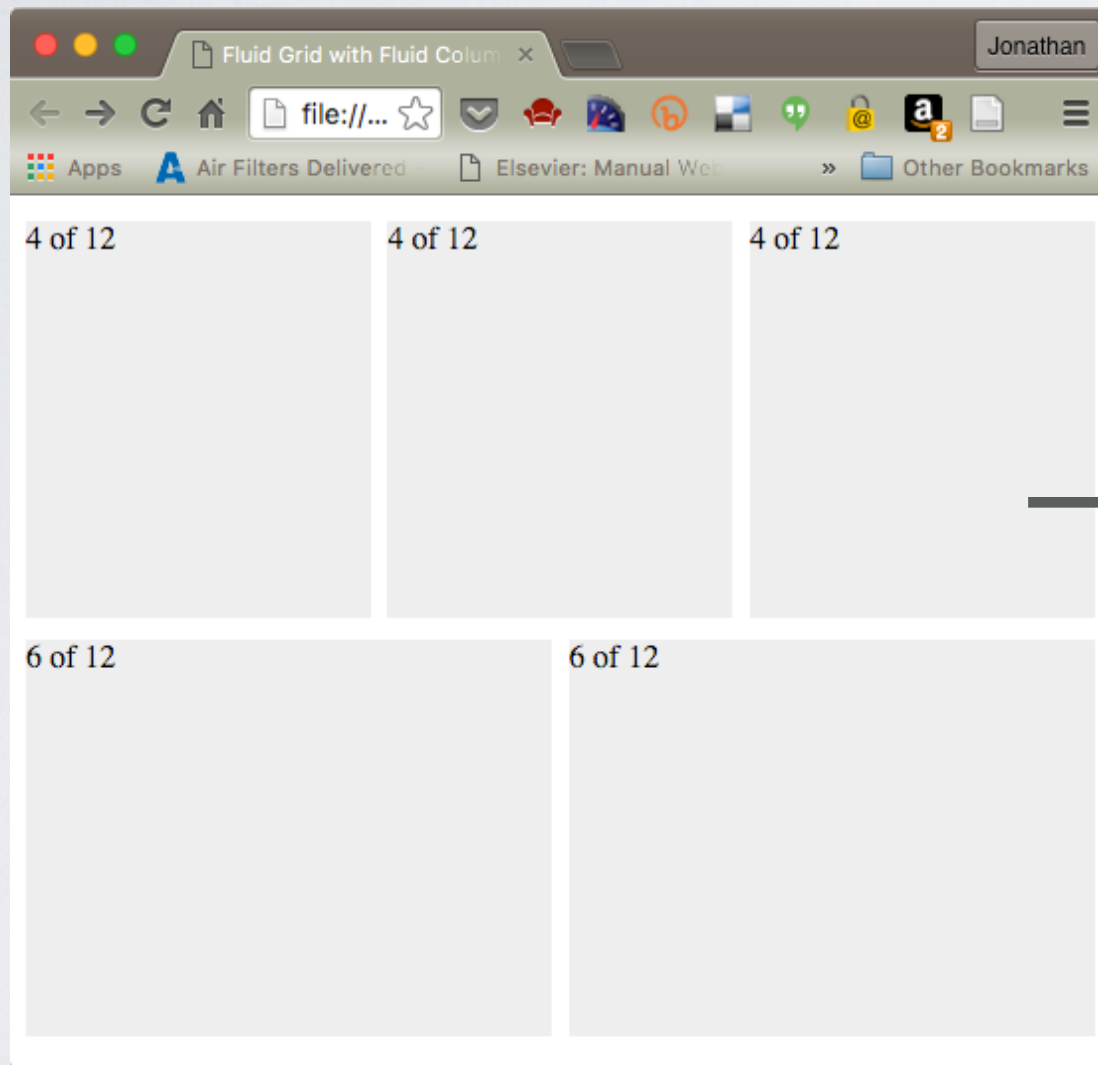 Fluid Grid with Fluid Colum
Jonathan
file://...
@
a
2
Apps
Air Filters Delivered
Elsevier: Manual Web
»
Other Bookmarks
4 of 12
4 of 12
4 of 12
6 of 12
6 of 12